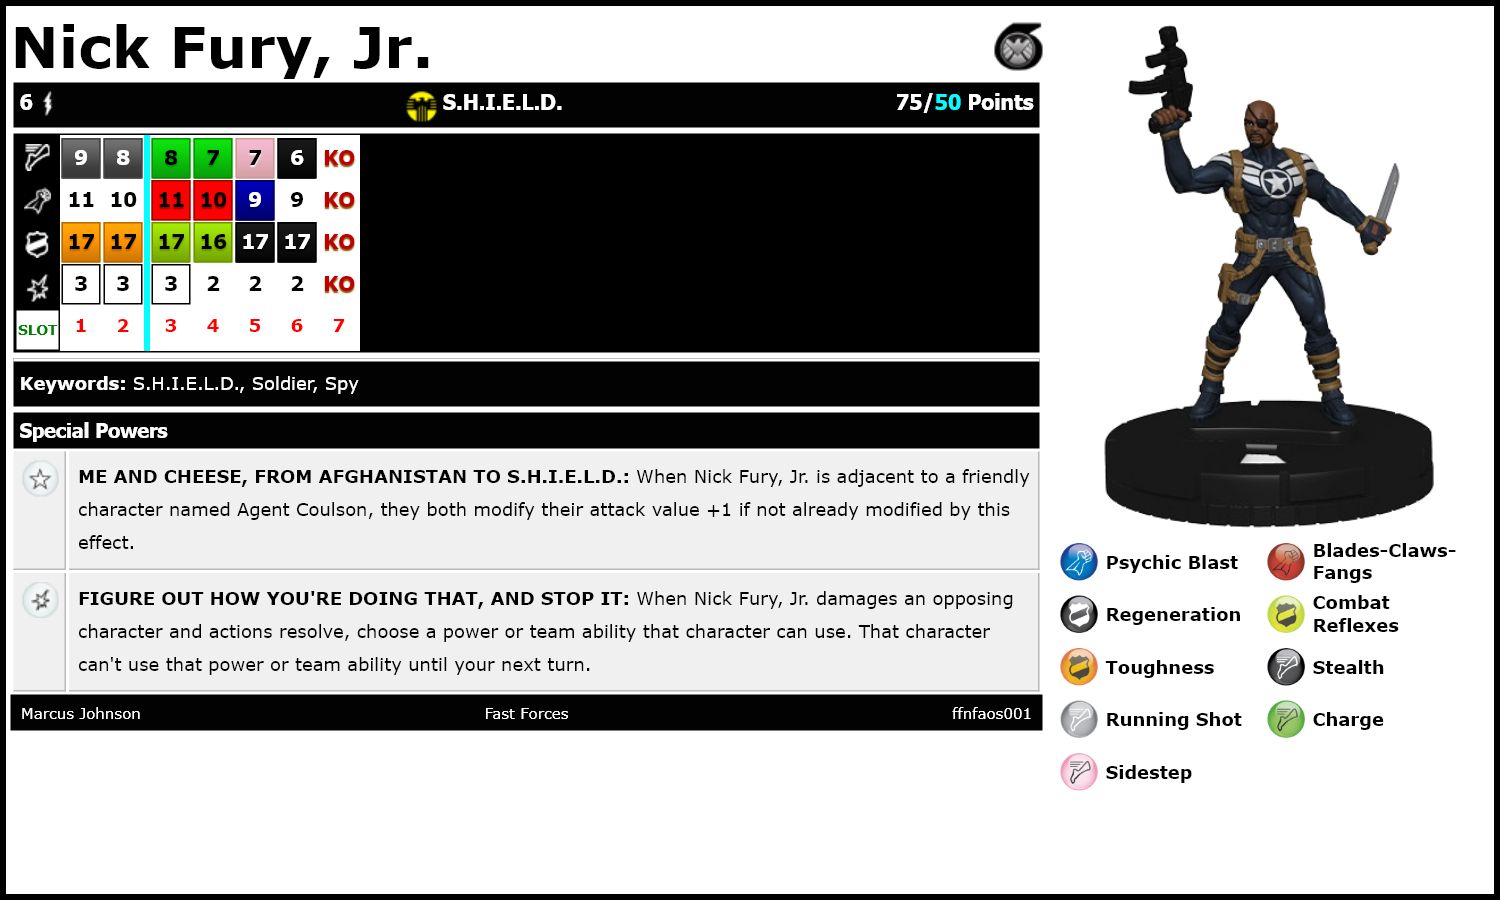 Nick Fury, Jr.
6 S.H.I.E.L.D. 75/50 Points
9 8 8 7 7 6 KO
11 10 11 10 9 9 KO
17 17 17 16 17 17 KO
3 3 3 2 2 2 KO
SLOT 1 2 3 4 5 6 7
Keywords: S.H.I.E.L.D., Soldier, Spy
Special Powers
ME AND CHEESE, FROM AFGHANISTAN TO S.H.I.E.L.D.: When Nick Fury, Jr. is adjacent to a friendly
character named Agent Coulson, they both modify their attack value +1 if not already modified by this
effect.
FIGURE OUT HOW YOU'RE DOING THAT, AND STOP IT: When Nick Fury, Jr. damages an opposing
character and actions resolve, choose a power or team ability that character can use. That character
can't use that power or team ability until your next turn.
Marcus Johnson Fast Forces ffnfaos001
Psychic Blast
Blades-Claws-
Fangs
Regeneration
Combat
Reflexes
Toughness
Stealth
Running Shot
Charge
Sidestep